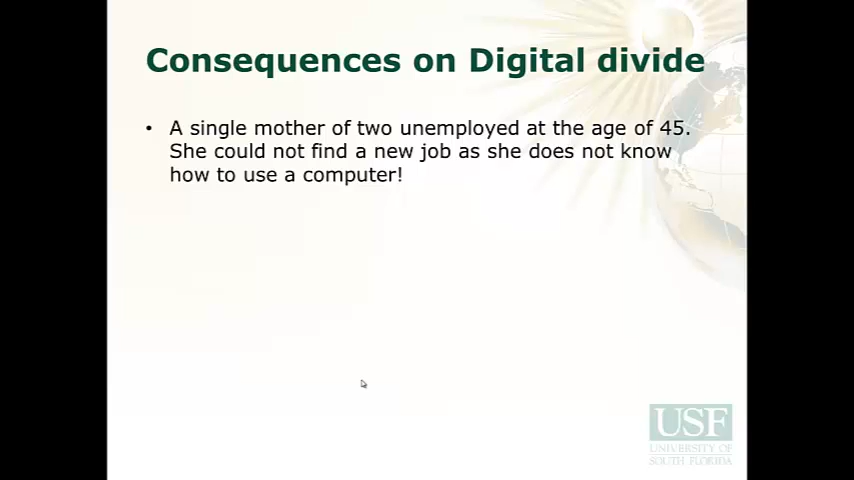 Consequences on Digital divide
• A single mother of two unemployed at the age of 45.
She could not find a new job as she does not know
how to use a computer!
USF
UNIVERSITY OF
SOUTH FLORIDA